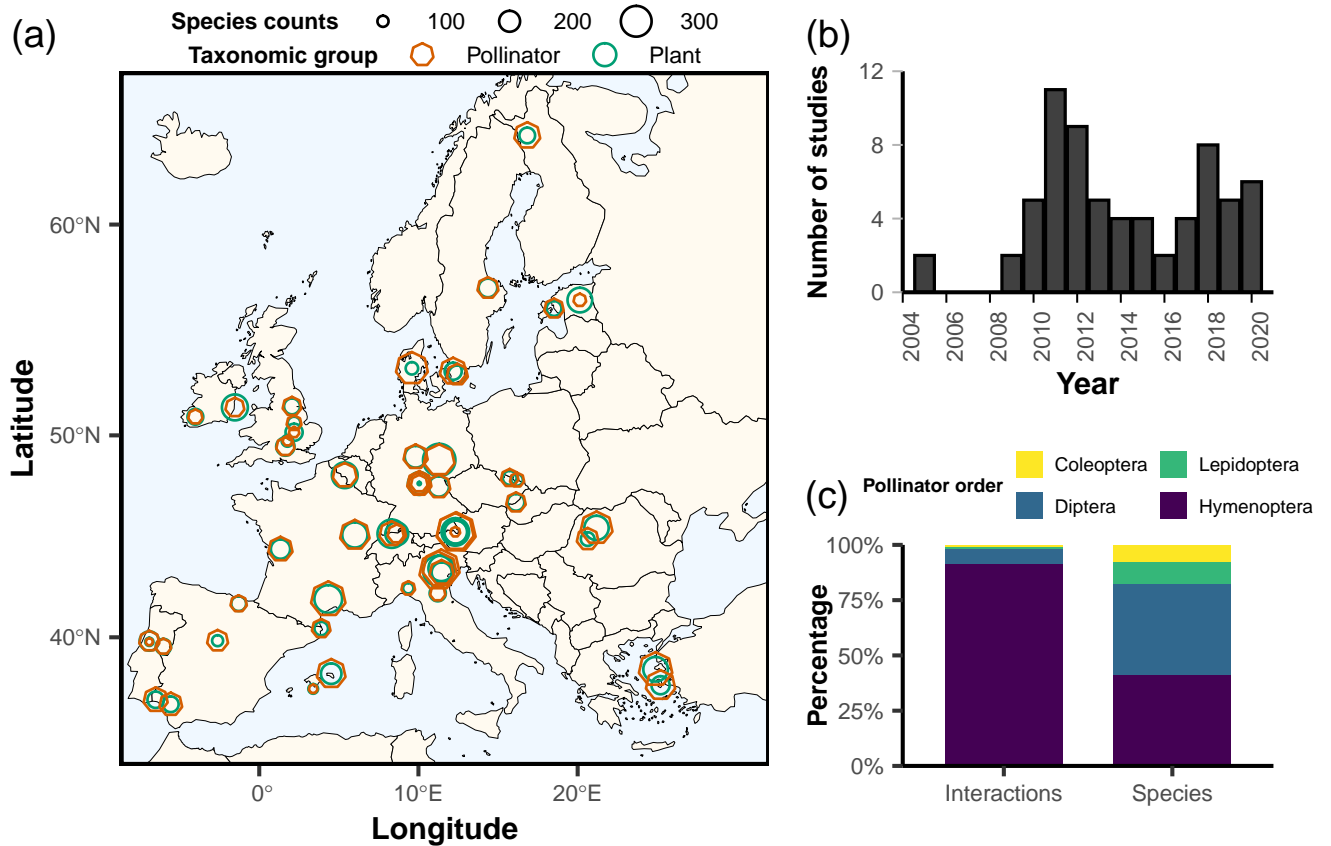 (a)
Species counts 100 200 300
Taxonomic group Pollinator Plant
60°N
50°N
40°N
Latitude
0° 10°E 20°E
Longitude
(b)
Number of studies
12
8
4
0
2004 2006 2008 2010 2012 2014 2016 2018 2020
Year
(c)
Pollinator order
Coleoptera Lepidoptera
Diptera Hymenoptera
Percentage
100%
75%
50%
25%
0%
Interactions Species